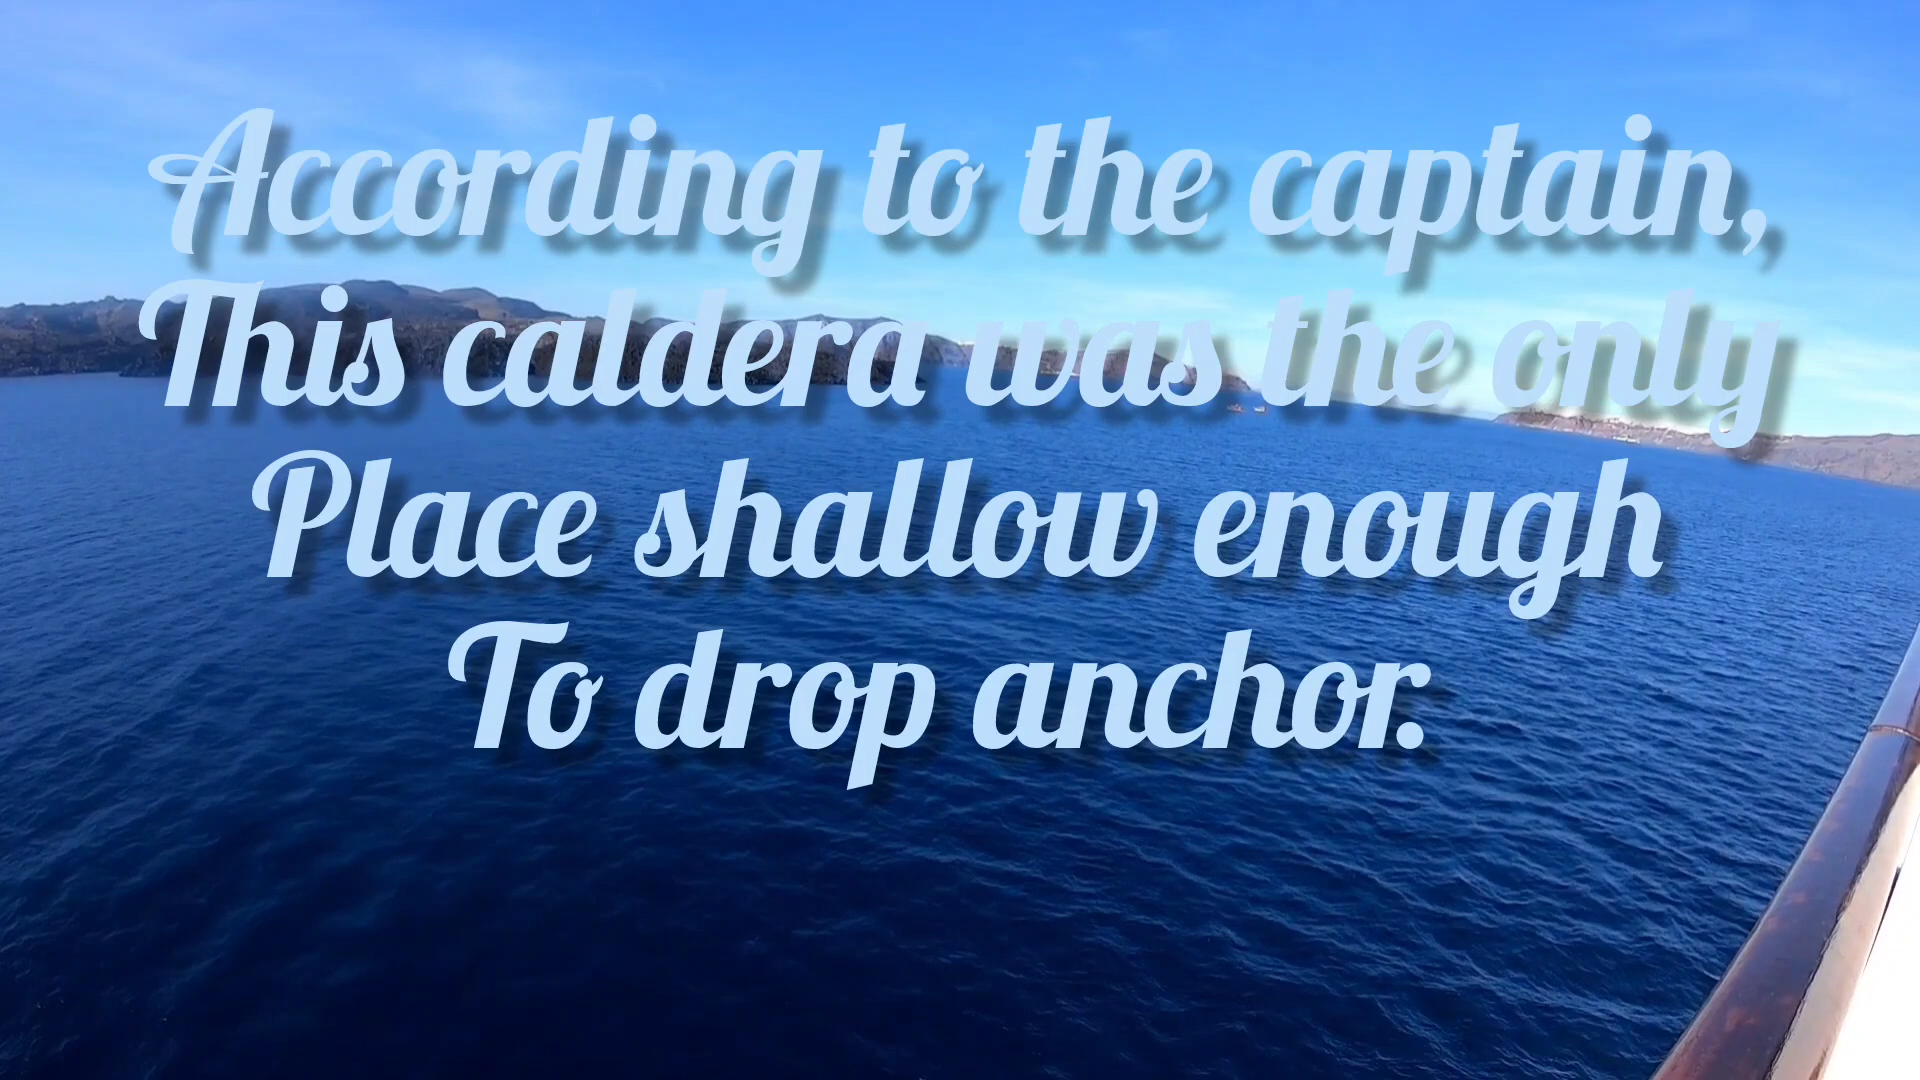 According to the captain,
This caldera was the only
Place shallow enough
To drop anchor.